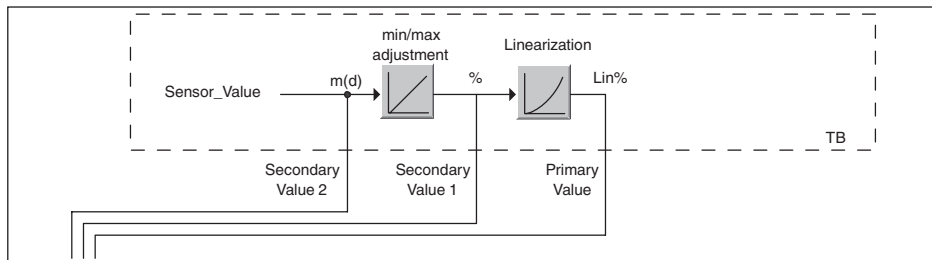 min/max
adjustment
Linearization
Sensor_Value
m(d)
%
Lin%
TB
Secondary
Value 2
Secondary
Value 1
Primary
Value